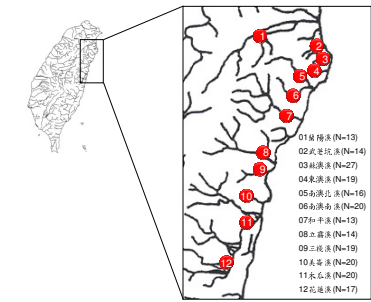 1
2
3
4
5
6
7
8
9
10
11
12
01蘭陽溪(N=13)
02武荖坑溪(N=14)
03蘇澳溪(N=27)
04東澳溪(N=19)
05南澳北溪(N=16)
06南澳南溪(N=20)
07和平溪(N=13)
08立霧溪(N=14)
09三棧溪(N=19)
10美崙溪(N=20)
11木瓜溪(N=20)
12花蓮溪(N=17)